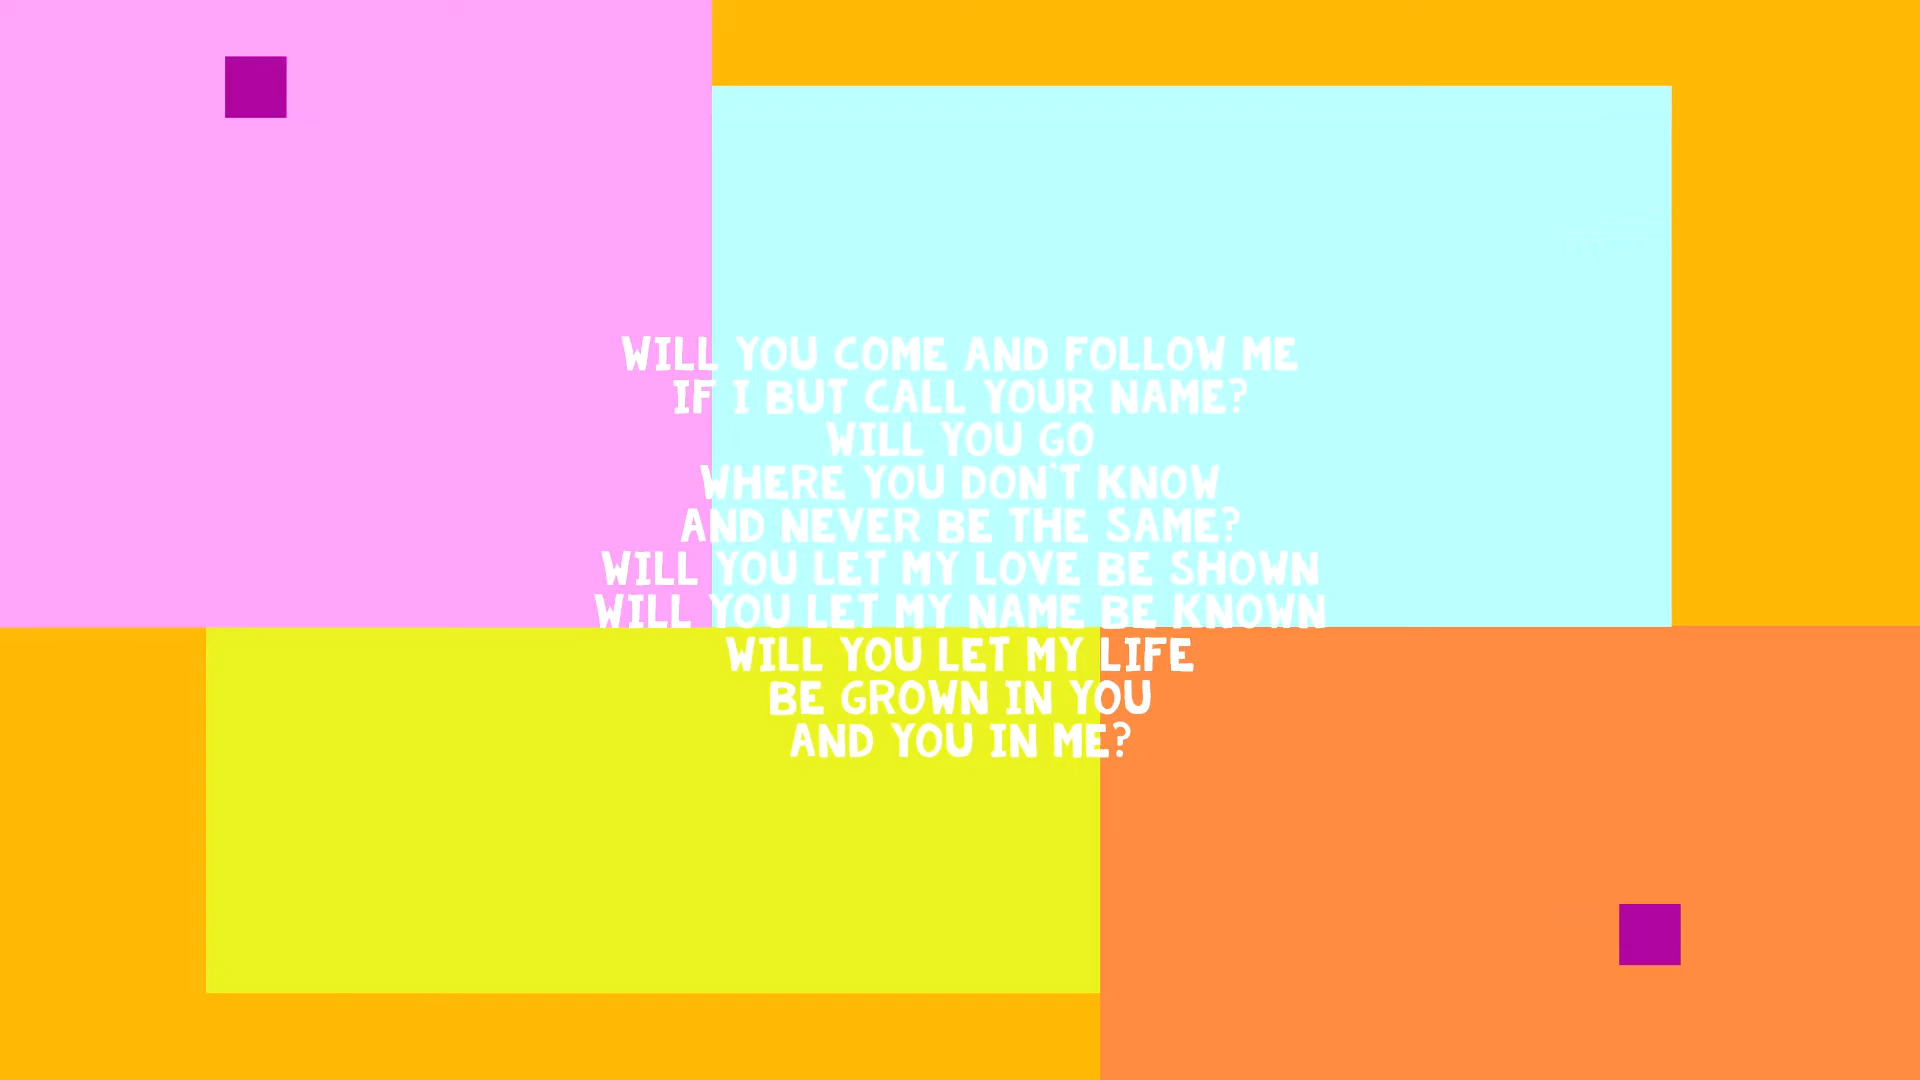 WILL YOU COME AND FOLLOW ME
IF I BUT CALL YOUR NAME?
WILL YOU GO
WHERE YOU DON'T KNOW
AND NEVER BE THE SAME?
WILL YOU LET MY LOVE BE SHOWN
WILL YOU LET MY NAME BE KNOWN
WILL YOU LET MY LIFE
BE GROWN IN YOU
AND YOU IN ME?